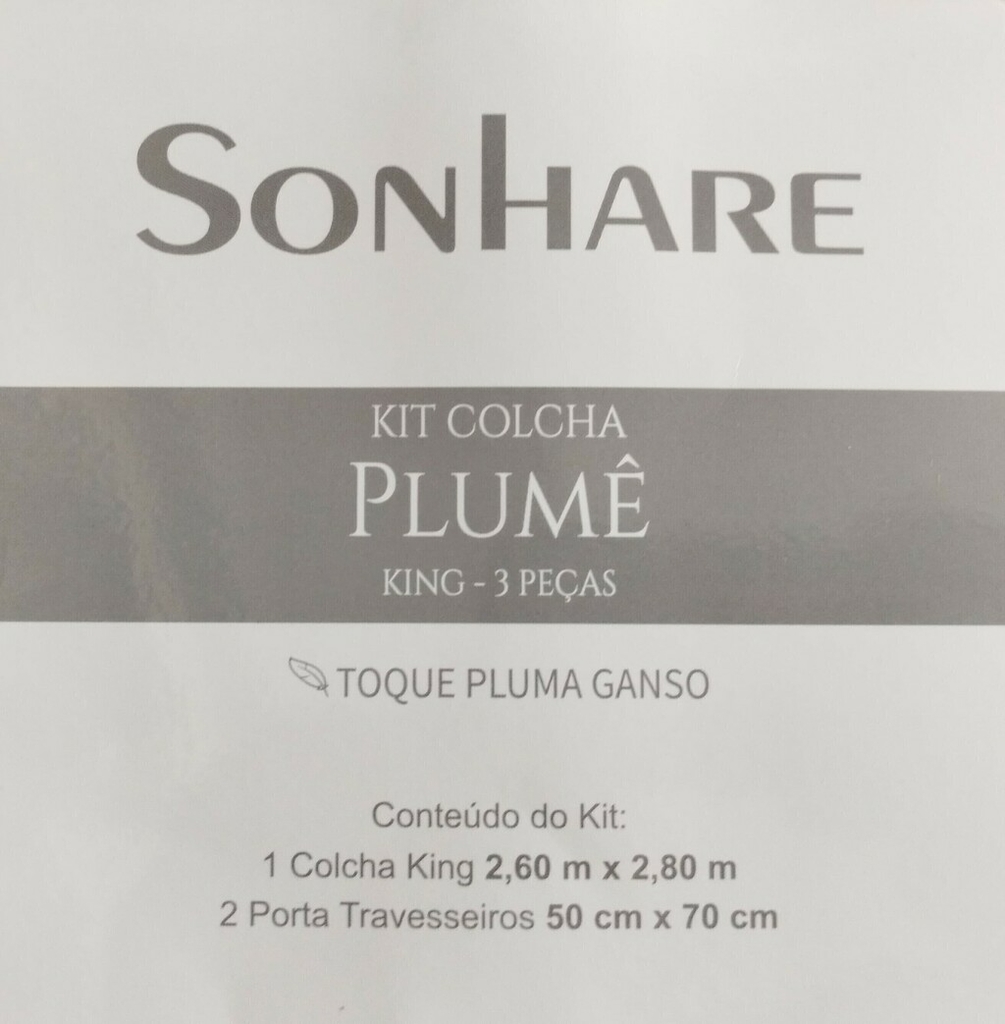 SONHARE
KIT COLCHA
PLUMÊ
KING - 3 PEÇAS
TOQUE PLUMA GANSO
Conteúdo do Kit:
1 Colcha King 2,60 m x 2,80 m
2 Porta Travesseiros 50 cm x 70 cm